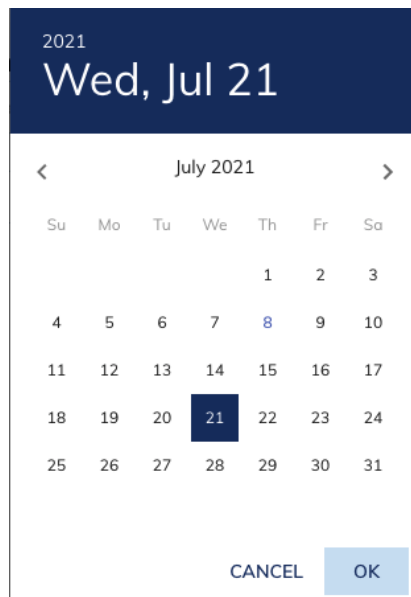 2021
Wed, Jul 21
July 2021
Su Mo Tu We Th Fr Sa
1 2 3
4 5 6 7 8 9 10
11 12 13 14 15 16 17
18 19 20 21 22 23 24
25 26 27 28 29 30 31
CANCEL OK